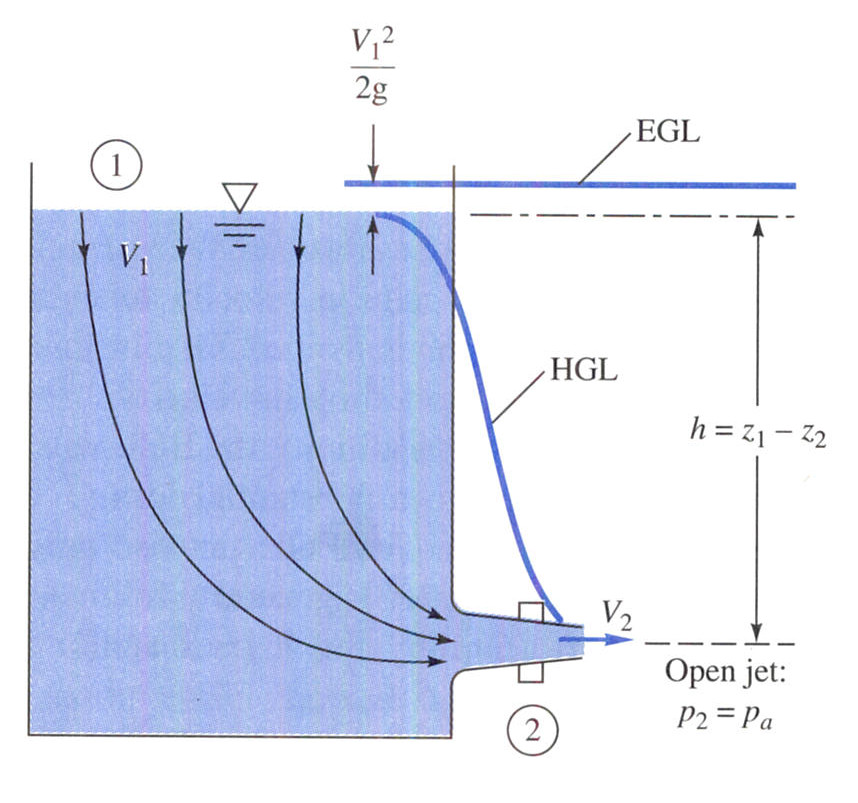 V₁²
2g
EGL
1
V₁
HGL
h = z₁ − z₂
V₂
Open jet:
p₂ = pₐ
2